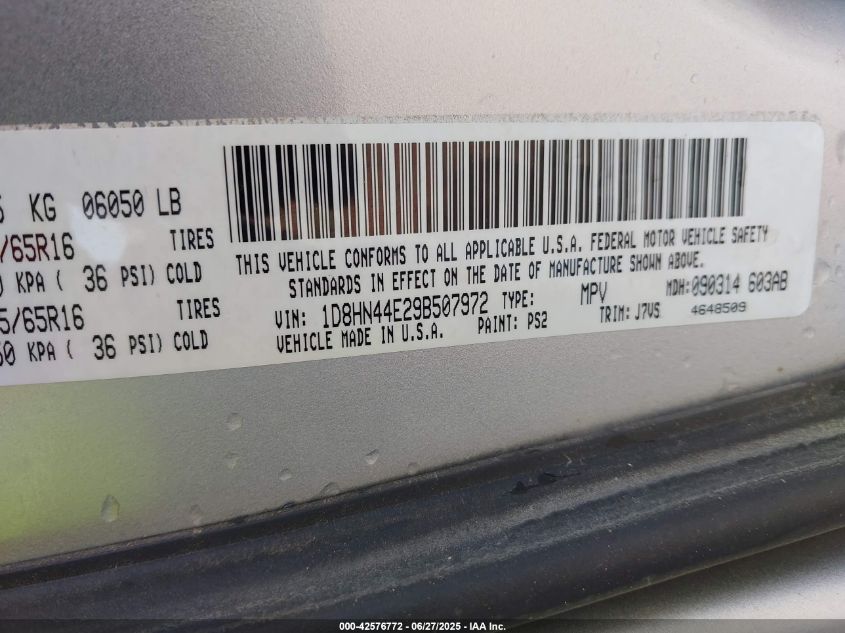 KG 06050 LB
/65R16 TIRES
KPA ( 36 PSI) COLD
5/65R16 TIRES
50 KPA ( 36 PSI) COLD
THIS VEHICLE CONFORMS TO ALL APPLICABLE U.S.A. FEDERAL MOTOR VEHICLE SAFETY
STANDARDS IN EFFECT ON THE DATE OF MANUFACTURE SHOWN ABOVE.
VIN: 1D8HN44E29B507972 TYPE: MPV MDH: 090314 603AB
VEHICLE MADE IN U.S.A. PAINT: PS2 TRIM: J7VS 4648509
000-42576772 - 06/27/2025 - IAA Inc.